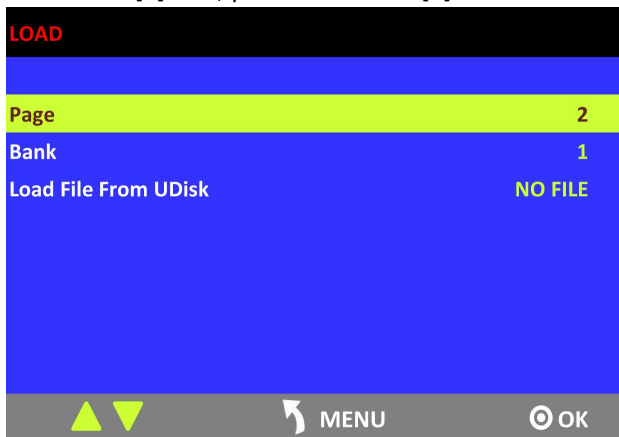 LOAD
Page 2
Bank 1
Load File From UDisk NO FILE
MENU OK